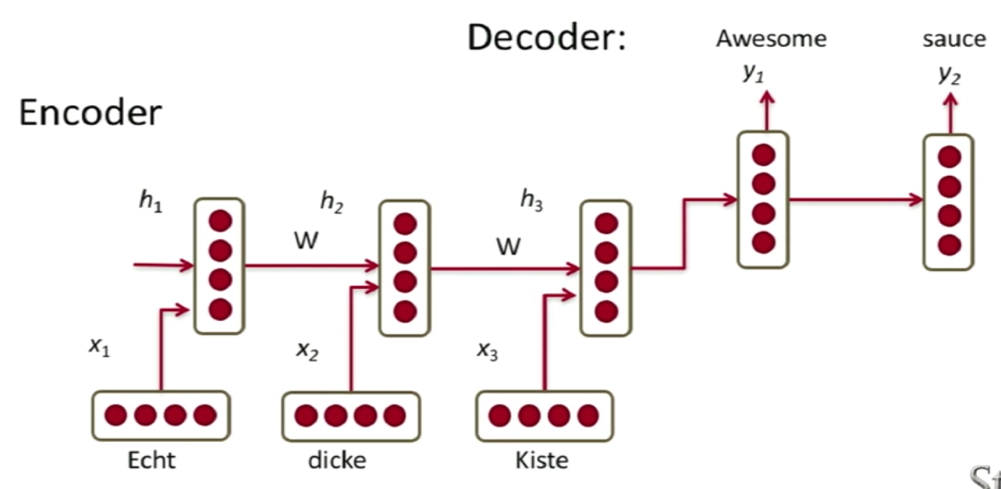 Decoder:
Awesome
sauce
y1
y2
Encoder
h1
h2
h3
W
W
x1
x2
x3
Echt
dicke
Kiste